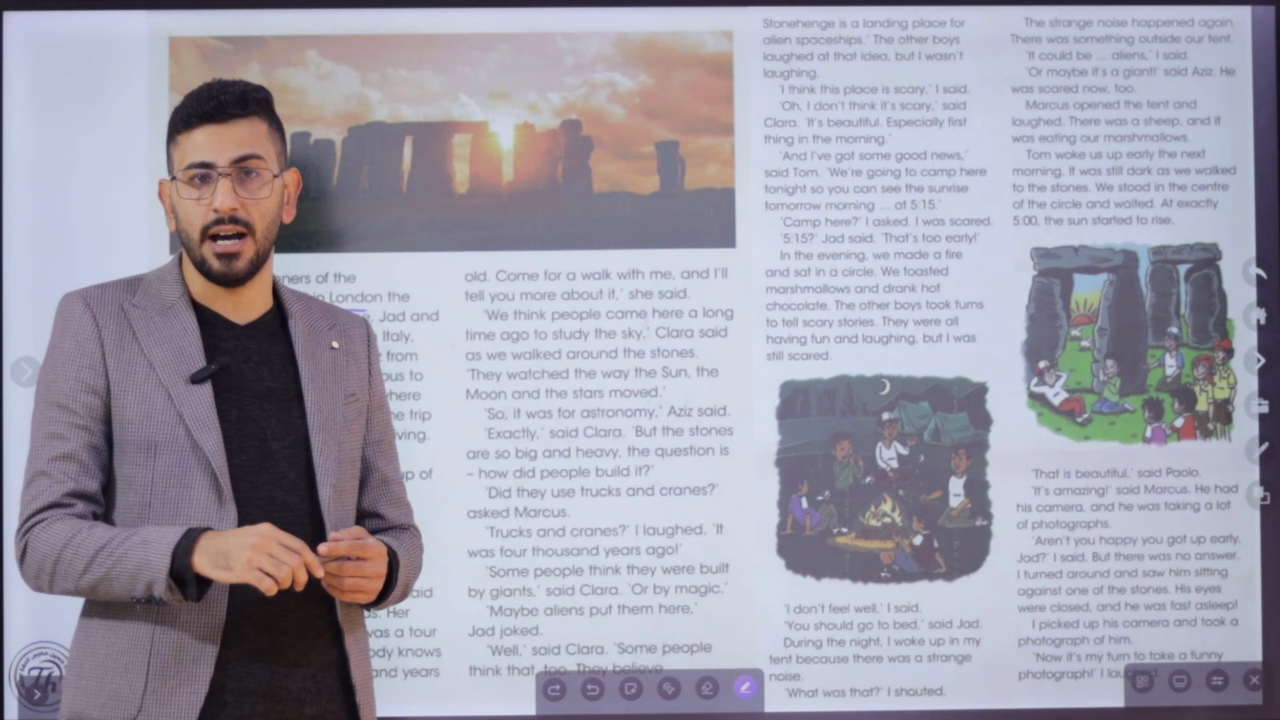 ners of the
London the
Jad and
Italy,
from
ous to
where
he trip
iving.
up of
said
s. Her
was a tour
ody knows
and years
old. Come for a walk with me, and I'll
tell you more about it,' she said.
'We think people came here a long
time ago to study the sky,' Clara said
as we walked around the stones.
'They watched the way the Sun, the
Moon and the stars moved.'
'So, it was for astronomy,' Aziz said.
'Exactly,' said Clara. 'But the stones
are so big and heavy, the question is
– how did people build it?'
'Did they use trucks and cranes?'
asked Marcus.
'Trucks and cranes?' I laughed. 'It
was four thousand years ago!'
'Some people think they were built
by giants,' said Clara. 'Or by magic.'
'Maybe aliens put them here,'
Jad joked.
'Well,' said Clara. 'Some people
think that, too. They believe
Stonehenge is a landing place for
alien spaceships.' The other boys
laughed at that idea, but I wasn't
laughing.
'I think this place is scary,' I said.
'Oh, I don't think it's scary,' said
Clara. 'It's beautiful. Especially first
thing in the morning.'
'And I've got some good news,'
said Tom. 'We're going to camp here
tonight so you can see the sunrise
tomorrow morning ... at 5:15.'
'Camp here?' I asked. I was scared.
'5:15?' Jad said. 'That's too early!'
In the evening, we made a fire
and sat in a circle. We toasted
marshmallows and drank hot
chocolate. The other boys took turns
to tell scary stories. They were all
having fun and laughing, but I was
still scared.
'I don't feel well,' I said.
'You should go to bed,' said Jad.
During the night, I woke up in my
tent because there was a strange
noise.
'What was that?' I shouted.
The strange noise happened again.
There was something outside our tent.
'It could be ... aliens,' I said.
'Or maybe it's a giant!' said Aziz. He
was scared now, too.
Marcus opened the tent and
laughed. There was a sheep, and it
was eating our marshmallows.
Tom woke us up early the next
morning. It was still dark as we walked
to the stones. We stood in the centre
of the circle and waited. At exactly
5:00, the sun started to rise.
'That is beautiful,' said Paolo.
'It's amazing!' said Marcus. He had
his camera, and he was taking a lot
of photographs.
'Aren't you happy you got up early,
Jad?' I said. But there was no answer.
I turned around and saw him sitting
against one of the stones. His eyes
were closed, and he was fast asleep!
I picked up his camera and took a
photograph of him.
'Now it's my turn to take a funny
photograph!' I